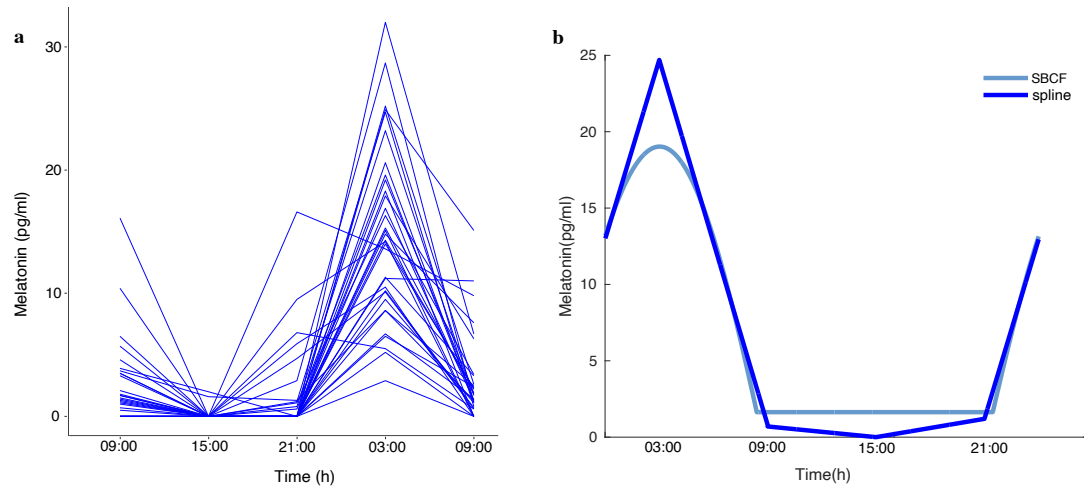 a
Melatonin (pg/ml)
30
20
10
0
09:00 15:00 21:00 03:00 09:00
Time (h)
b
Melatonin(pg/ml)
25
20
15
10
5
0
03:00 09:00 15:00 21:00
Time(h)
SBCF
spline